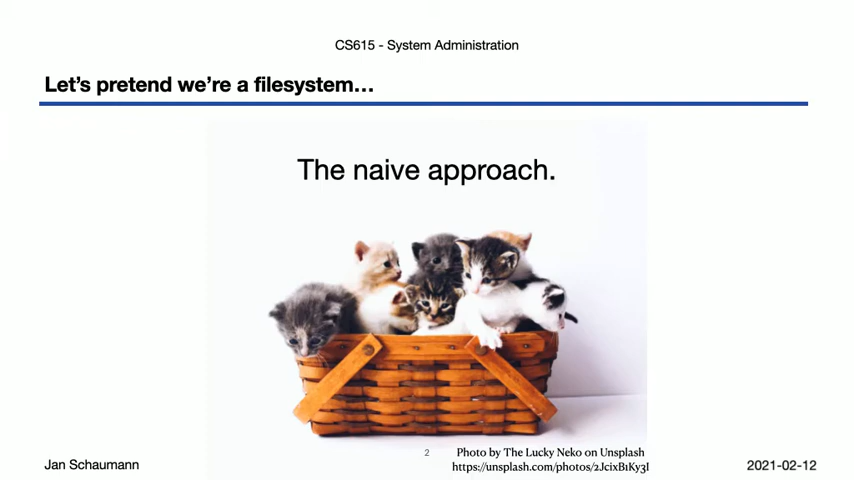 CS615 - System Administration
Let's pretend we're a filesystem…
The naive approach.
2
Photo by The Lucky Neko on Unsplash
https://unsplash.com/photos/2JcixB1Ky3I
Jan Schaumann
2021-02-12